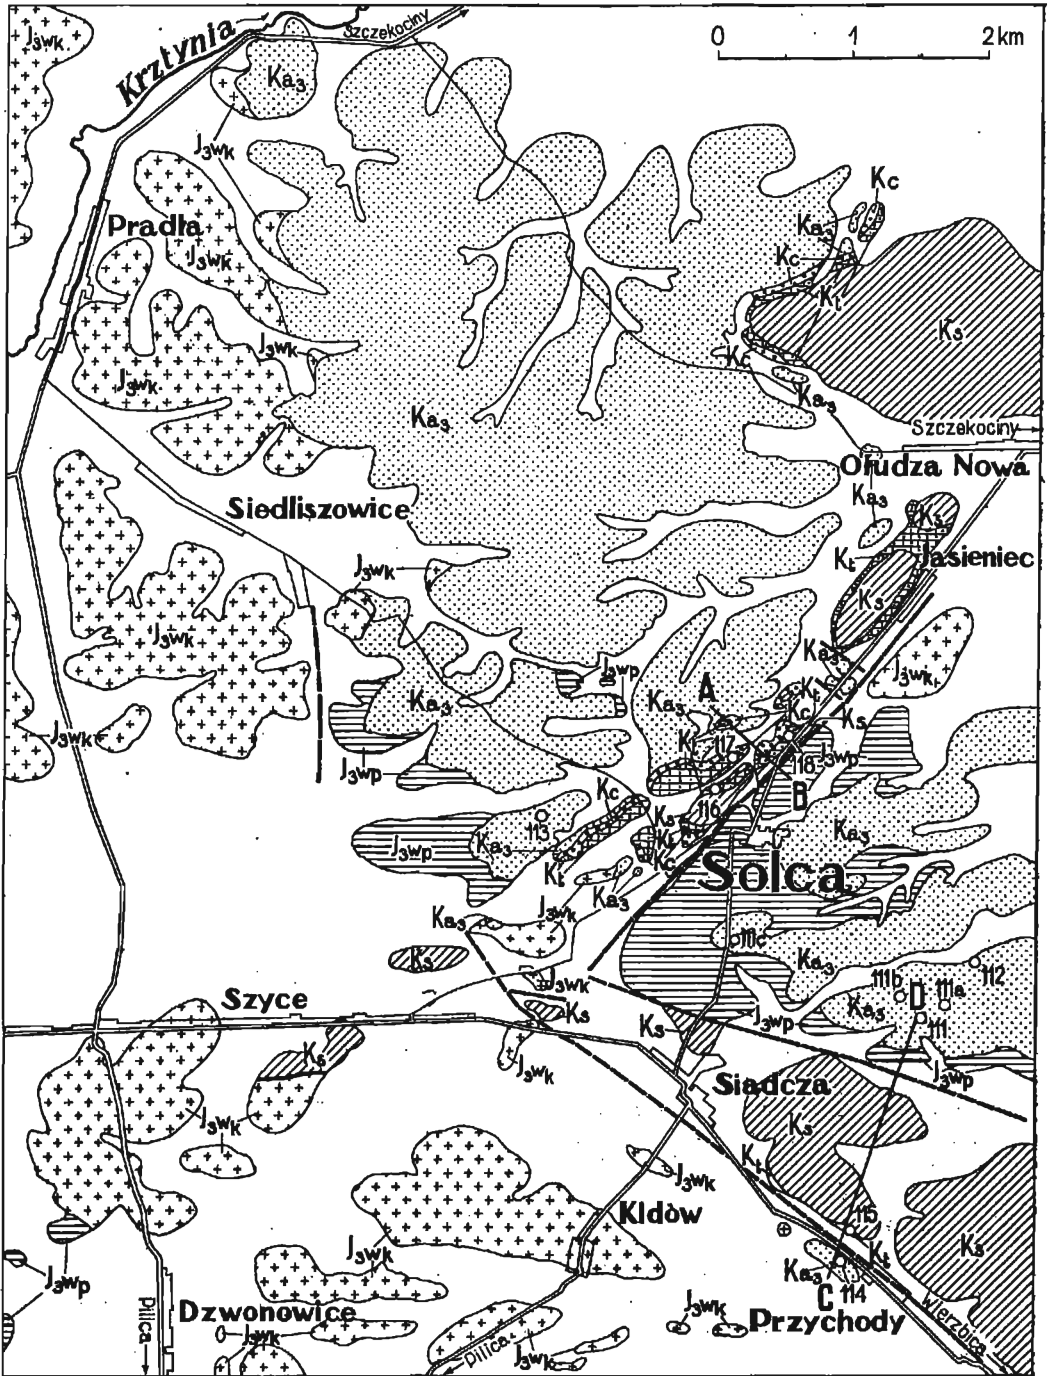 J₃wk
Krztynia
Szczekociny
0 1 2 km
Ka₃
J₃wk
Kc
Pradła
Ka₃
J₃wk
Kc
Kt
Ks
J₃wk
Kc
J₃wk
Ka₃
Ka₃
Szczekociny
Ołudza Nowa
Ka₃
Siedliszowice
Ks
Kt
Jasieniec
J₃wk
Ks
J₃wk
Ka₃
J₃wp
J₃wk
Kt
A
Ka₃
Ka₃
Kc
Ks
J₃wk
Kt
117
118
J₃wp
J₃wp
Kc
B
116
Ks
113
Ka₃
Ka₃
Kt
J₃wp
Solca
Kc
Kt
Ka₃
J₃wk
Ka₃
111c
Ks
Ka₃
112
111b
D
111a
J₃wk
Szyce
Ka₃
Ks
Ks
J₃wp
111
Ks
J₃wk
J₃wp
Siadcza
J₃wk
Ks
Kt
J₃wk
Kidów
115
Ks
J₃wk
Kt
J₃wp
Ka₃
C
114
Pilica
Dzwonowice
J₃wk
J₃wk
Przychody
Wierzbica
Pilica
J₃wk